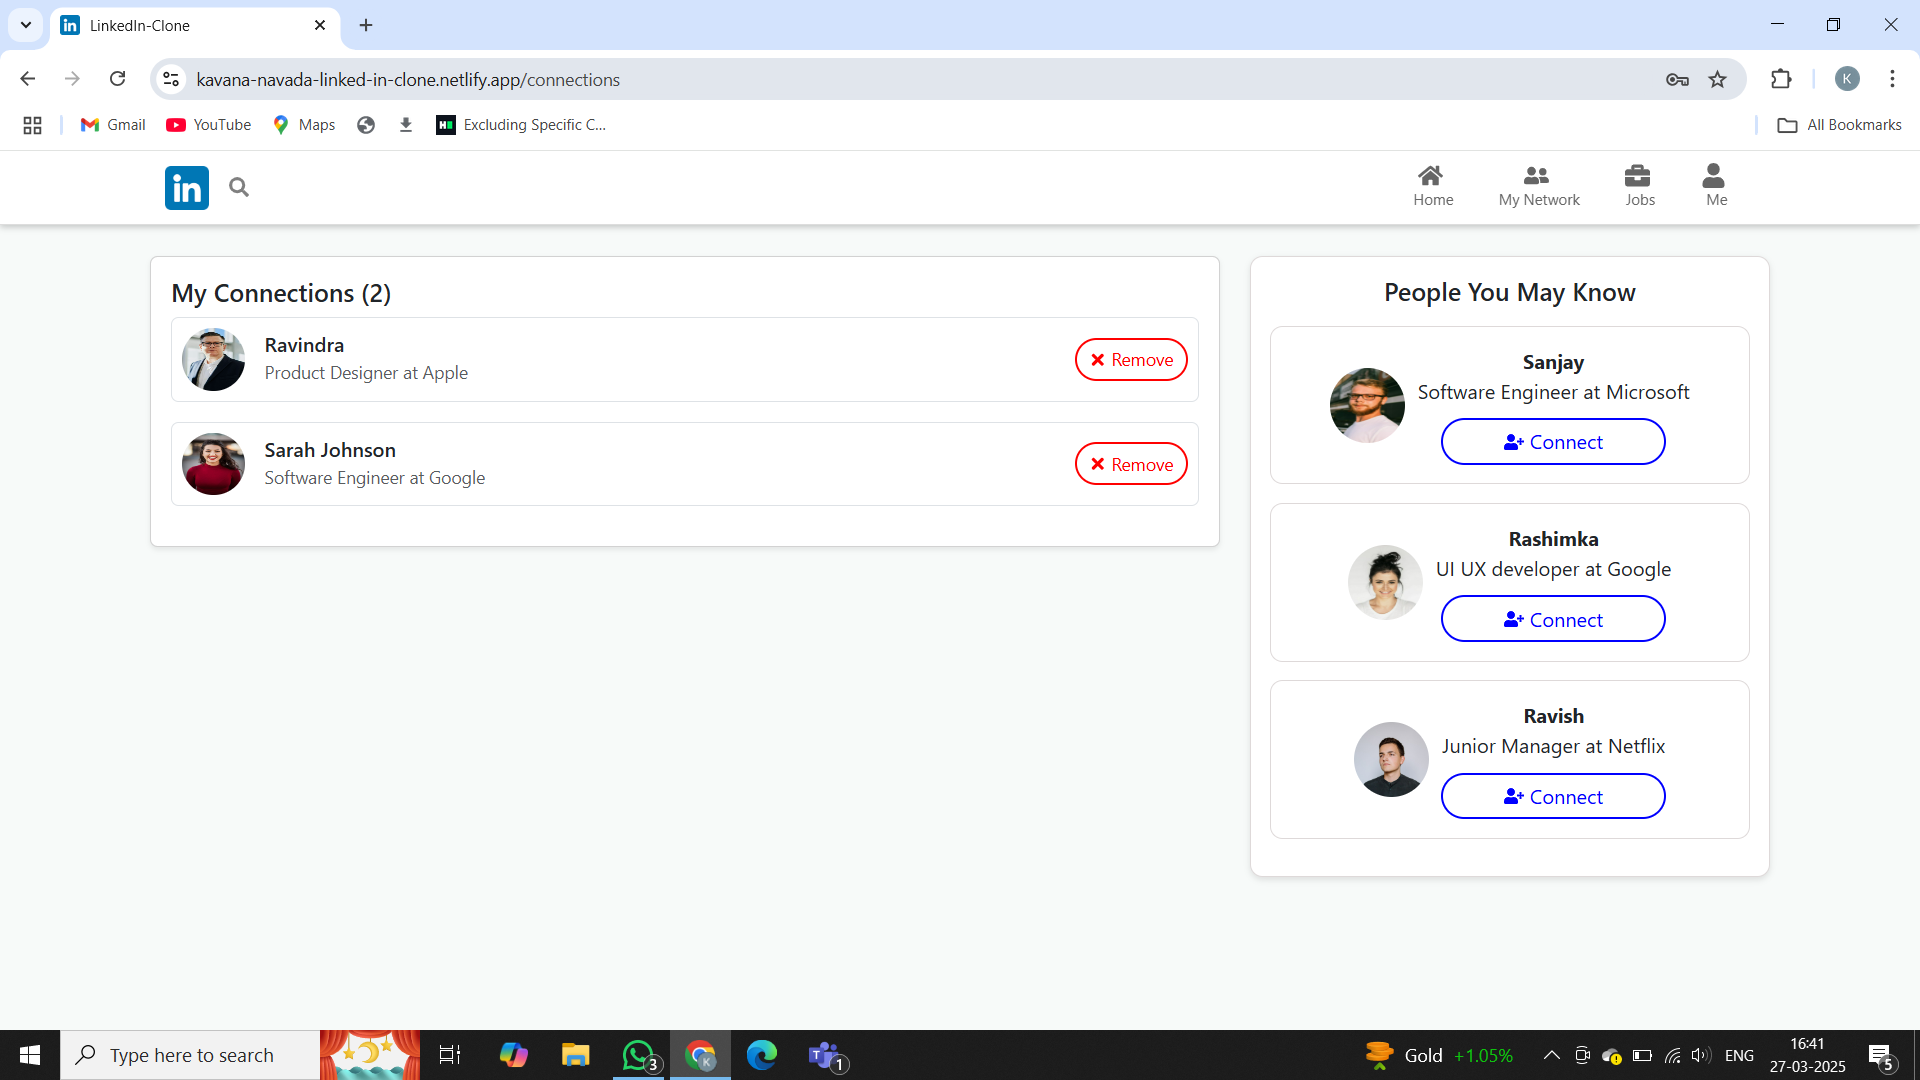 LinkedIn-Clone
kavana-navada-linked-in-clone.netlify.app/connections
K
Gmail
YouTube
Maps
Excluding Specific C...
All Bookmarks
in
Home
My Network
Jobs
Me
My Connections (2)
Ravindra
Product Designer at Apple
Remove
Sarah Johnson
Software Engineer at Google
Remove
People You May Know
Sanjay
Software Engineer at Microsoft
Connect
Rashimka
UI UX developer at Google
Connect
Ravish
Junior Manager at Netflix
Connect
Type here to search
3
K
1
Gold +1.05%
ENG
16:41
27-03-2025
5